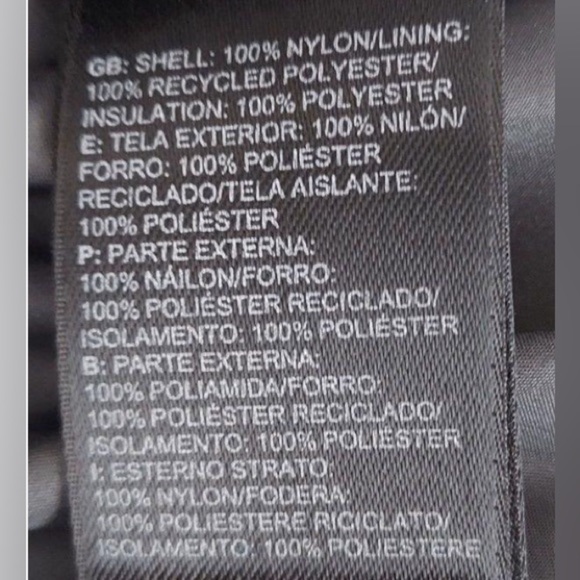 GB: SHELL: 100% NYLON/LINING:
100% RECYCLED POLYESTER/
INSULATION: 100% POLYESTER
E: TELA EXTERIOR: 100% NILÓN/
FORRO: 100% POLIÉSTER
RECICLADO/TELA AISLANTE:
100% POLIÉSTER
P: PARTE EXTERNA:
100% NÁILON/FORRO:
100% POLIÉSTER RECICLADO/
ISOLAMENTO: 100% POLIÉSTER
B: PARTE EXTERNA:
100% POLIAMIDA/FORRO:
100% POLIÉSTER RECICLADO/
ISOLAMENTO: 100% POLIÉSTER
I: ESTERNO STRATO:
100% NYLON/FODERA:
100% POLIESTERE RICICLATO/
ISOLAMENTO: 100% POLIESTERE